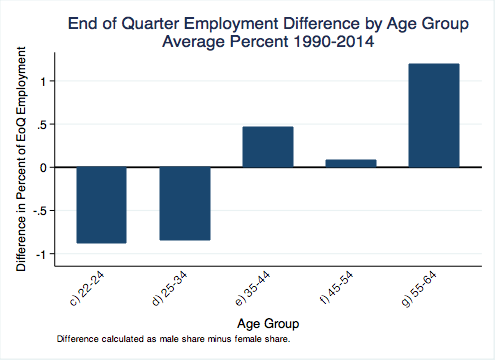 End of Quarter Employment Difference by Age Group
Average Percent 1990-2014
Difference in Percent of EoQ Employment
1
.5
0
-.5
-1
c) 22-24
d) 25-34
e) 35-44
f) 45-54
g) 55-64
Age Group
Difference calculated as male share minus female share.